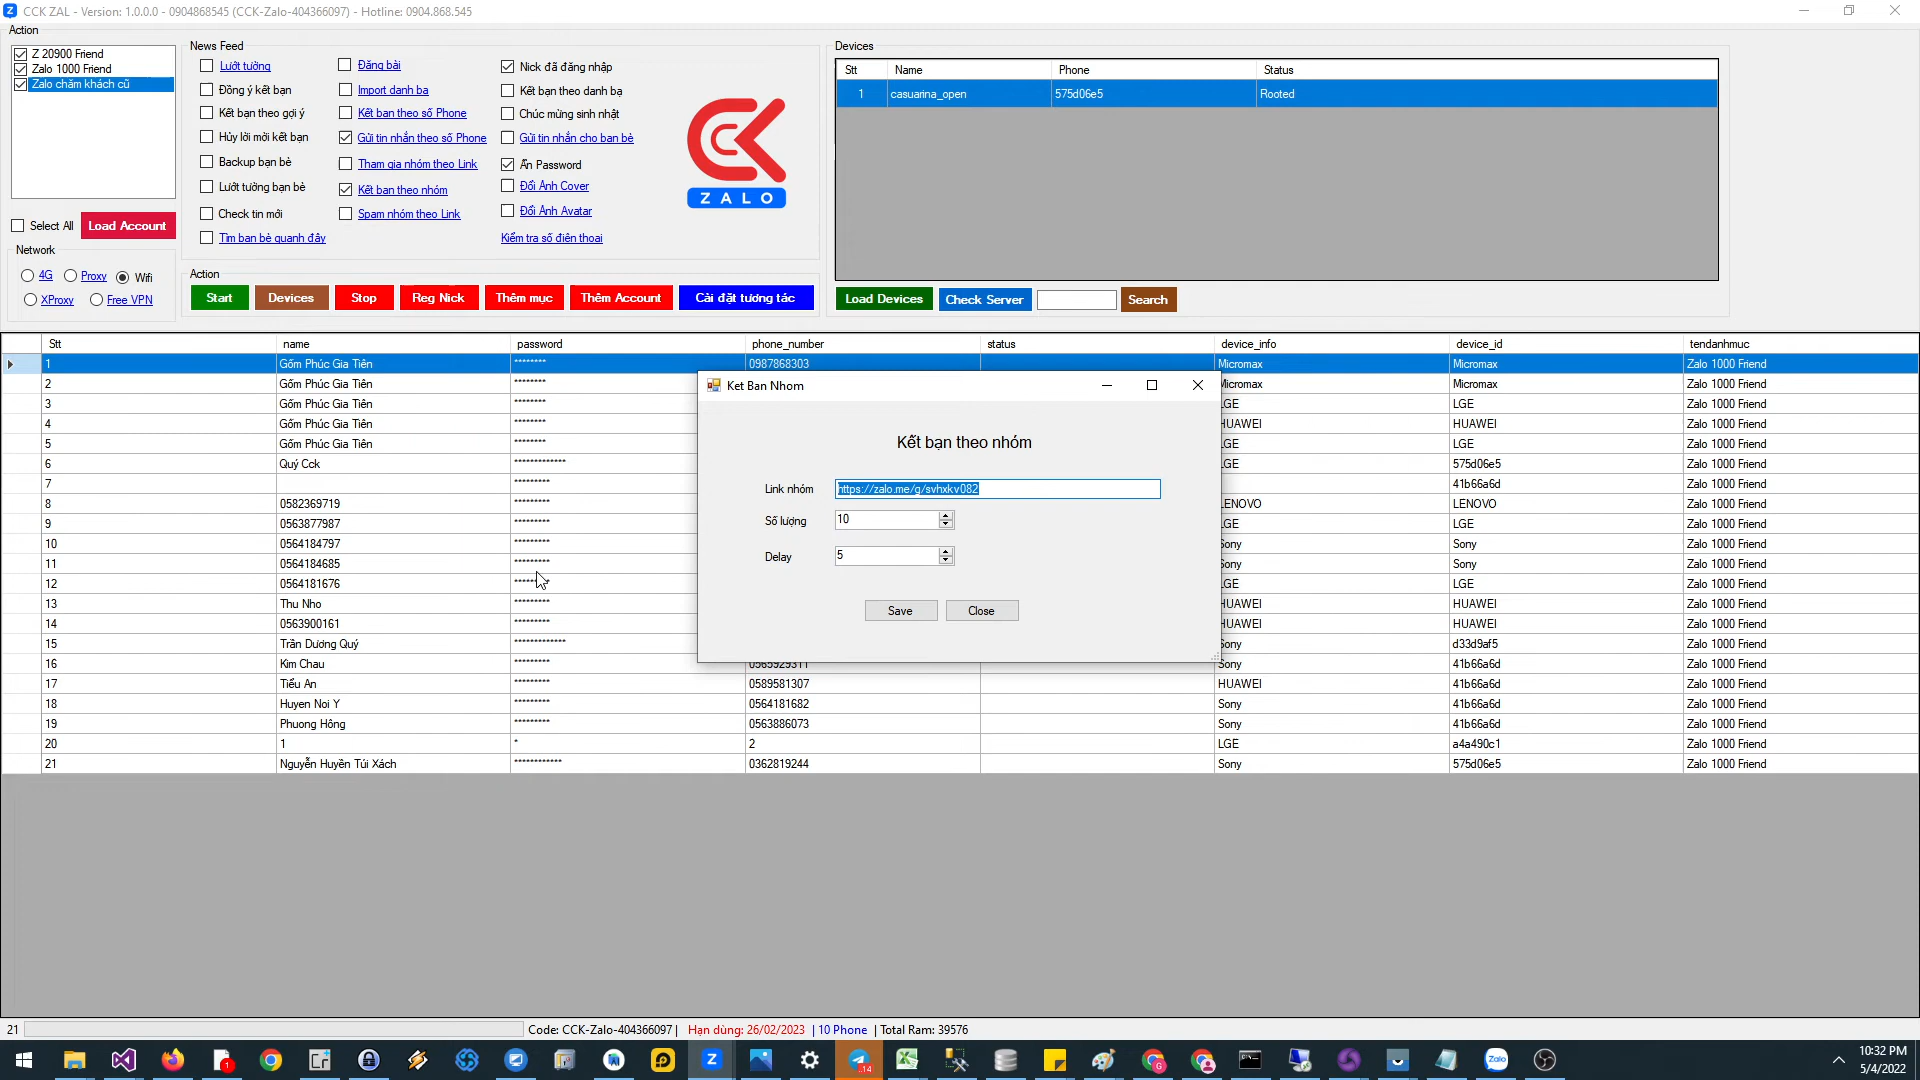 CCK ZAL - Version: 1.0.0.0 - 0904868545 (CCK-Zalo-404366097) - Hotline: 0904.868.545
Action
Z 20900 Friend
Zalo 1000 Friend
Zalo chăm khách cũ
Select All
Load Account
Network
4G
Proxy
Wifi
XProxy
Free VPN
News Feed
Lướt tường
Đồng ý kết bạn
Kết bạn theo gợi ý
Hủy lời mời kết bạn
Backup bạn bè
Lướt tường bạn bè
Check tin mới
Tìm bạn bè quanh đây
Đăng bài
Import danh bạ
Kết bạn theo số Phone
Gửi tin nhắn theo số Phone
Tham gia nhóm theo Link
Kết bạn theo nhóm
Spam nhóm theo Link
Nick đã đăng nhập
Kết bạn theo danh bạ
Chúc mừng sinh nhật
Gửi tin nhắn cho bạn bè
Ẩn Password
Đổi Ảnh Cover
Đổi Ảnh Avatar
Kiểm tra số điện thoại
ZALO
Action
Start
Devices
Stop
Reg Nick
Thêm mục
Thêm Account
Cài đặt tương tác
Devices
Stt Name Phone Status
1 casuarina_open 575d06e5 Rooted
Load Devices
Check Server
Search
Stt name password phone_number status device_info device_id tendanhmuc
1 Gốm Phúc Gia Tiên ******** 0987868303 Micromax Micromax Zalo 1000 Friend
2 Gốm Phúc Gia Tiên ******** Micromax Micromax Zalo 1000 Friend
3 Gốm Phúc Gia Tiên ******** LGE LGE Zalo 1000 Friend
4 Gốm Phúc Gia Tiên ******** HUAWEI HUAWEI Zalo 1000 Friend
5 Gốm Phúc Gia Tiên ******** LGE LGE Zalo 1000 Friend
6 Quý Cck ************* LGE 575d06e5 Zalo 1000 Friend
7 ********* 41b66a6d Zalo 1000 Friend
8 0582369719 ********* LENOVO LENOVO Zalo 1000 Friend
9 0563877987 ********* LGE LGE Zalo 1000 Friend
10 0564184797 ********* Sony Sony Zalo 1000 Friend
11 0564184685 ********* Sony Sony Zalo 1000 Friend
12 0564181676 ********* LGE LGE Zalo 1000 Friend
13 Thu Nho ********* HUAWEI HUAWEI Zalo 1000 Friend
14 0563900161 ********* HUAWEI HUAWEI Zalo 1000 Friend
15 Trần Dương Quý ************* Sony d33d9af5 Zalo 1000 Friend
16 Kim Chau ********* 0565929311 Sony 41b66a6d Zalo 1000 Friend
17 Tiểu An ********* 0589581307 HUAWEI 41b66a6d Zalo 1000 Friend
18 Huyen Noi Y ********* 0564181682 Sony 41b66a6d Zalo 1000 Friend
19 Phuong Hồng ********* 0563886073 Sony 41b66a6d Zalo 1000 Friend
20 1 * 2 LGE a4a490c1 Zalo 1000 Friend
21 Nguyễn Huyền Túi Xách ************ 0362819244 Sony 575d06e5 Zalo 1000 Friend
Ket Ban Nhom
Kết bạn theo nhóm
Link nhóm https://zalo.me/g/svhxkv082
Số lượng 10
Delay 5
Save
Close
21 Code: CCK-Zalo-404366097| Hạn dùng: 26/02/2023 | 10 Phone | Total Ram: 39576
10:32 PM
5/4/2022